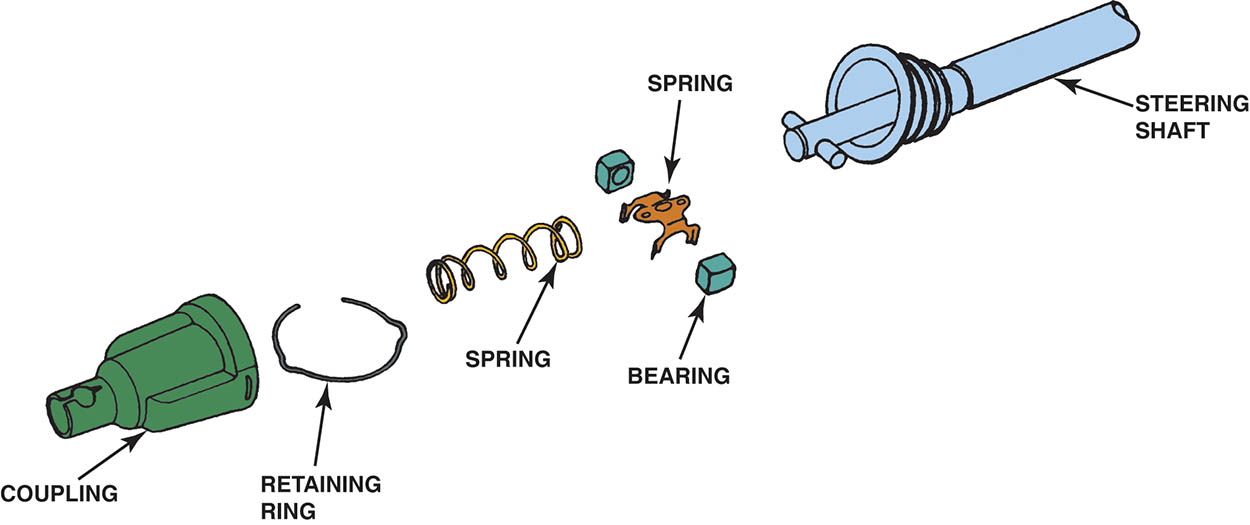 SPRING
STEERING
SHAFT
SPRING
BEARING
COUPLING
RETAINING
RING